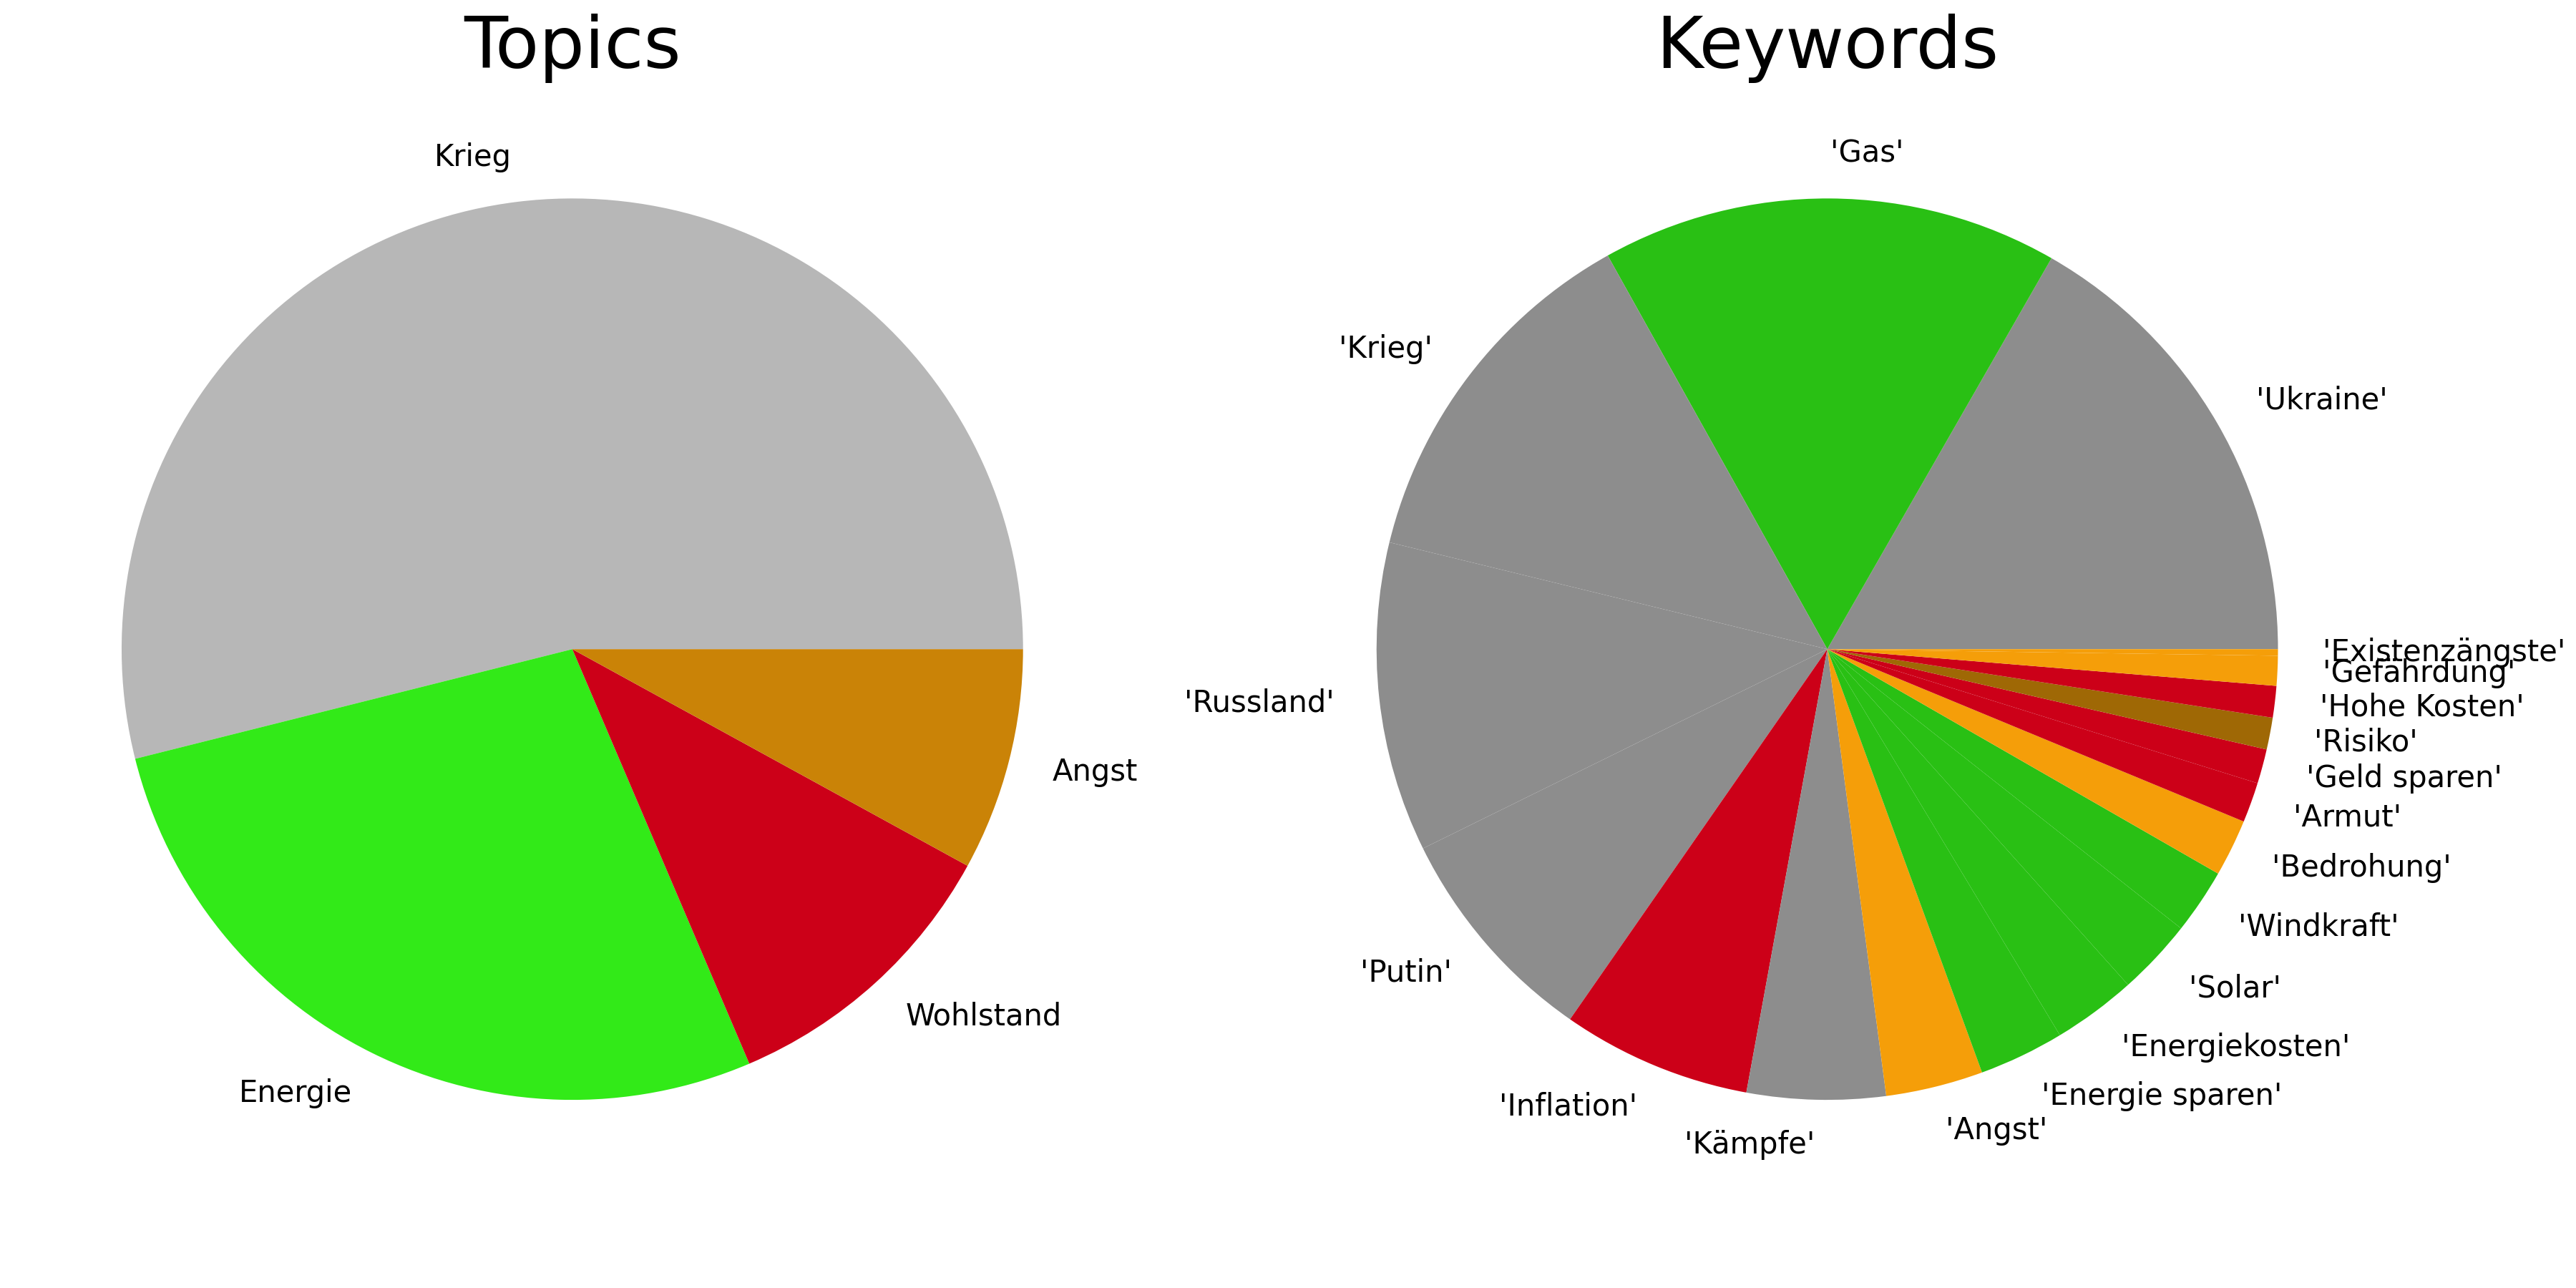 Topics
Krieg
Energie
Wohlstand
Angst
Keywords
'Ukraine'
'Gas'
'Krieg'
'Russland'
'Putin'
'Inflation'
'Kämpfe'
'Angst'
'Energie sparen'
'Energiekosten'
'Solar'
'Windkraft'
'Bedrohung'
'Armut'
'Geld sparen'
'Risiko'
'Hohe Kosten'
'Gefährdung'
'Existenzängste'